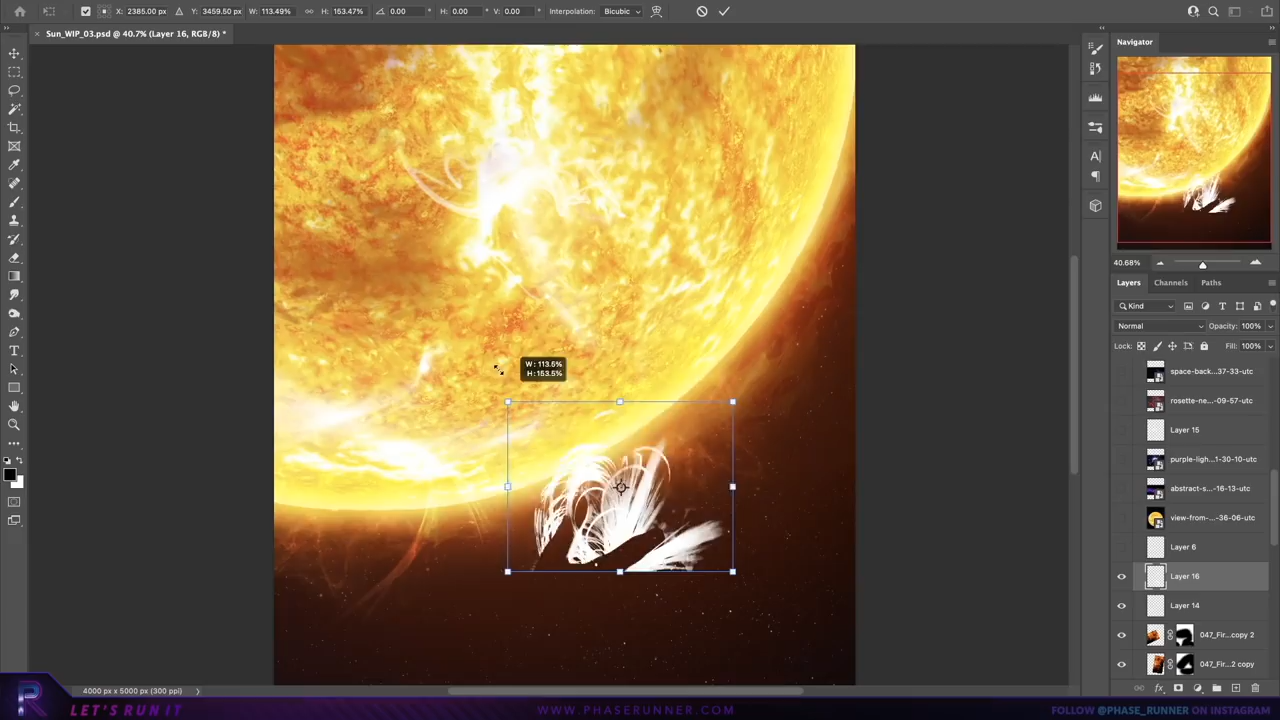 X: 2385.00 px Y: 3459.50 px W: 113.49% H: 153.47% 0.00 ° H: 0.00 ° V: 0.00 ° Interpolation: Bicubic
× Sun_WIP_03.psd @ 40.7% (Layer 16, RGB/8) *
Navigator
40.68%
Layers Channels Paths
Kind
Normal Opacity: 100%
Lock: Fill: 100%
space-back...37-33-utc
rosette-ne...-09-57-utc
Layer 15
purple-ligh...1-30-10-utc
abstract-s...-16-13-utc
view-from-...-36-06-utc
Layer 6
Layer 16
Layer 14
047_Fir...copy 2
047_Fir...2 copy
fx
W: 113.5%
H: 153.5%
4000 px x 5000 px (300 ppi)
LET'S RUN IT
WWW.PHASERUNNER.COM
FOLLOW @PHASE_RUNNER ON INSTAGRAM